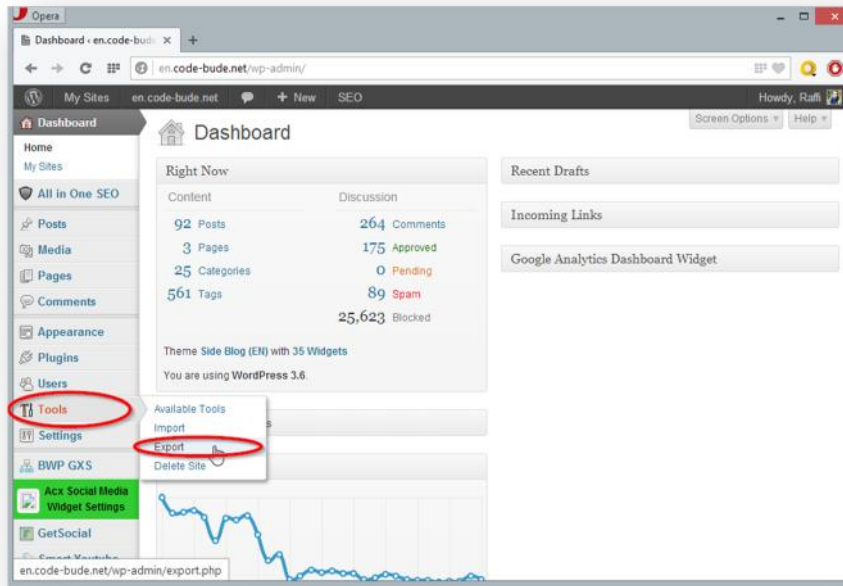 Opera
Dashboard ‹ en.code-bud
en.code-bude.net/wp-admin/
My Sites en.code-bude.net + New SEO Howdy, Raffi
Screen Options Help
Dashboard
Home
My Sites
All in One SEO
Posts
Media
Pages
Comments
Appearance
Plugins
Users
Tools
Settings
BWP GXS
Acx Social Media
Widget Settings
GetSocial
Smart Youtube
Available Tools
Import
Export
Delete Site
Dashboard
Right Now
Content Discussion
92 Posts 264 Comments
3 Pages 175 Approved
25 Categories 0 Pending
561 Tags 89 Spam
25,623 Blocked
Theme Side Blog (EN) with 35 Widgets
You are using WordPress 3.6.
Recent Drafts
Incoming Links
Google Analytics Dashboard Widget
en.code-bude.net/wp-admin/export.php